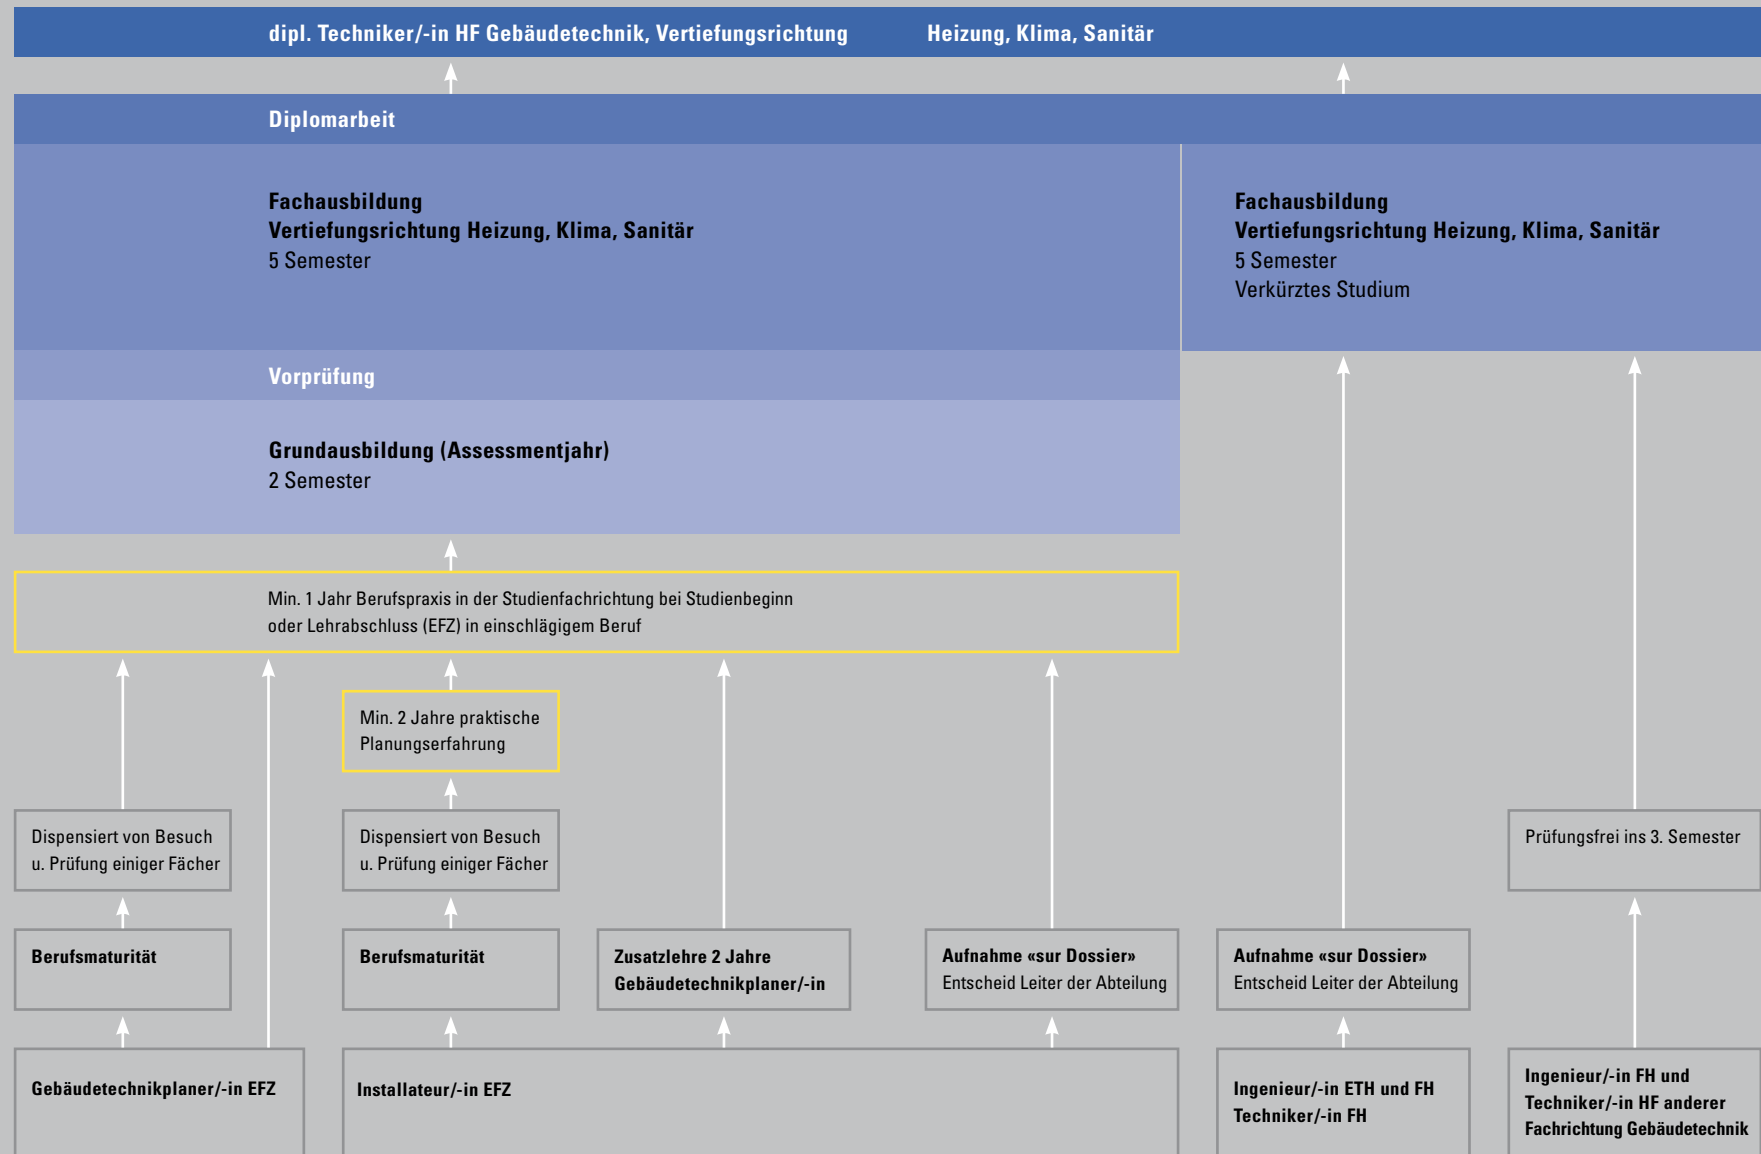 dipl. Techniker/-in HF Gebäudetechnik, Vertiefungsrichtung Heizung, Klima, Sanitär
Diplomarbeit
Fachausbildung
Vertiefungsrichtung Heizung, Klima, Sanitär
5 Semester
Fachausbildung
Vertiefungsrichtung Heizung, Klima, Sanitär
5 Semester
Verkürztes Studium
Vorprüfung
Grundausbildung (Assessmentjahr)
2 Semester
Min. 1 Jahr Berufspraxis in der Studienfachrichtung bei Studienbeginn
oder Lehrabschluss (EFZ) in einschlägigem Beruf
Min. 2 Jahre praktische
Planungserfahrung
Dispensiert von Besuch
u. Prüfung einiger Fächer
Dispensiert von Besuch
u. Prüfung einiger Fächer
Prüfungsfrei ins 3. Semester
Berufsmaturität
Berufsmaturität
Zusatzlehre 2 Jahre
Gebäudetechnikplaner/-in
Aufnahme «sur Dossier»
Entscheid Leiter der Abteilung
Aufnahme «sur Dossier»
Entscheid Leiter der Abteilung
Gebäudetechnikplaner/-in EFZ
Installateur/-in EFZ
Ingenieur/-in ETH und FH
Techniker/-in FH
Ingenieur/-in FH und
Techniker/-in HF anderer
Fachrichtung Gebäudetechnik